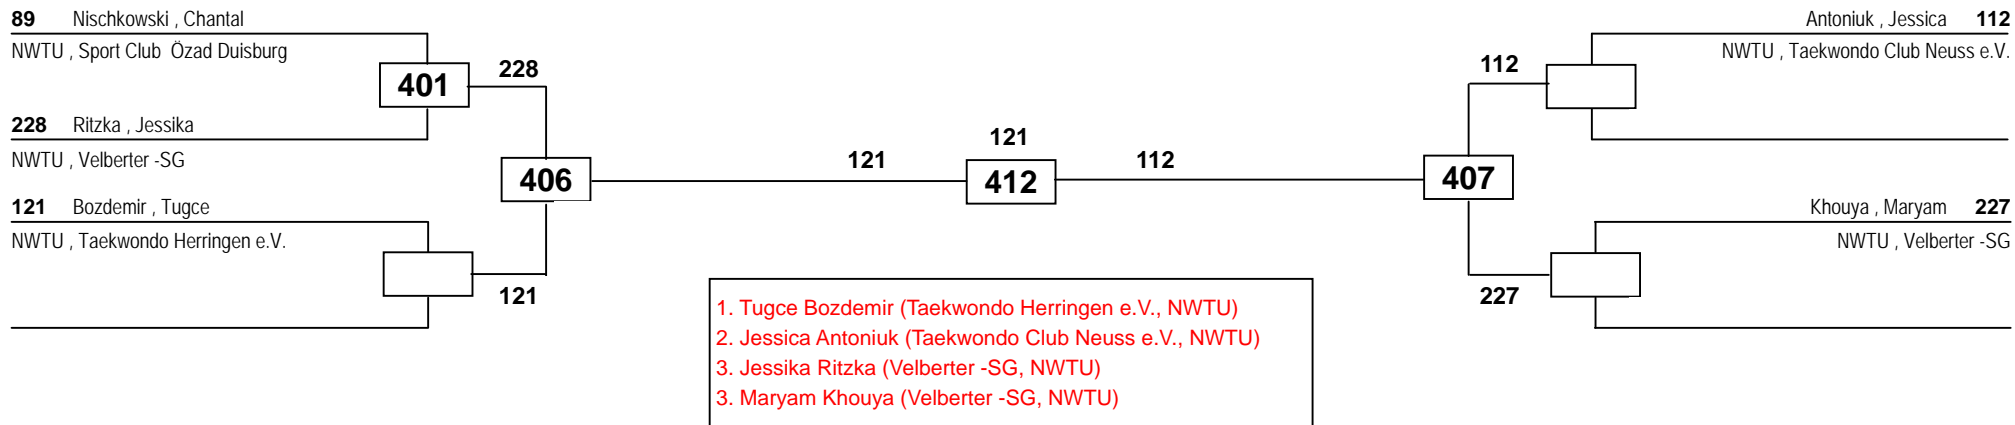 89 Nischkowski , Chantal
NWTU , Sport Club Özad Duisburg
401
228
228 Ritzka , Jessika
NWTU , Velberter -SG
406
121 Bozdemir , Tugce
NWTU , Taekwondo Herringen e.V.
121
121
121
412
112
Antoniuk , Jessica 112
NWTU , Taekwondo Club Neuss e.V.
112
407
Khouya , Maryam 227
NWTU , Velberter -SG
227
1. Tugce Bozdemir (Taekwondo Herringen e.V., NWTU)
2. Jessica Antoniuk (Taekwondo Club Neuss e.V., NWTU)
3. Jessika Ritzka (Velberter -SG, NWTU)
3. Maryam Khouya (Velberter -SG, NWTU)